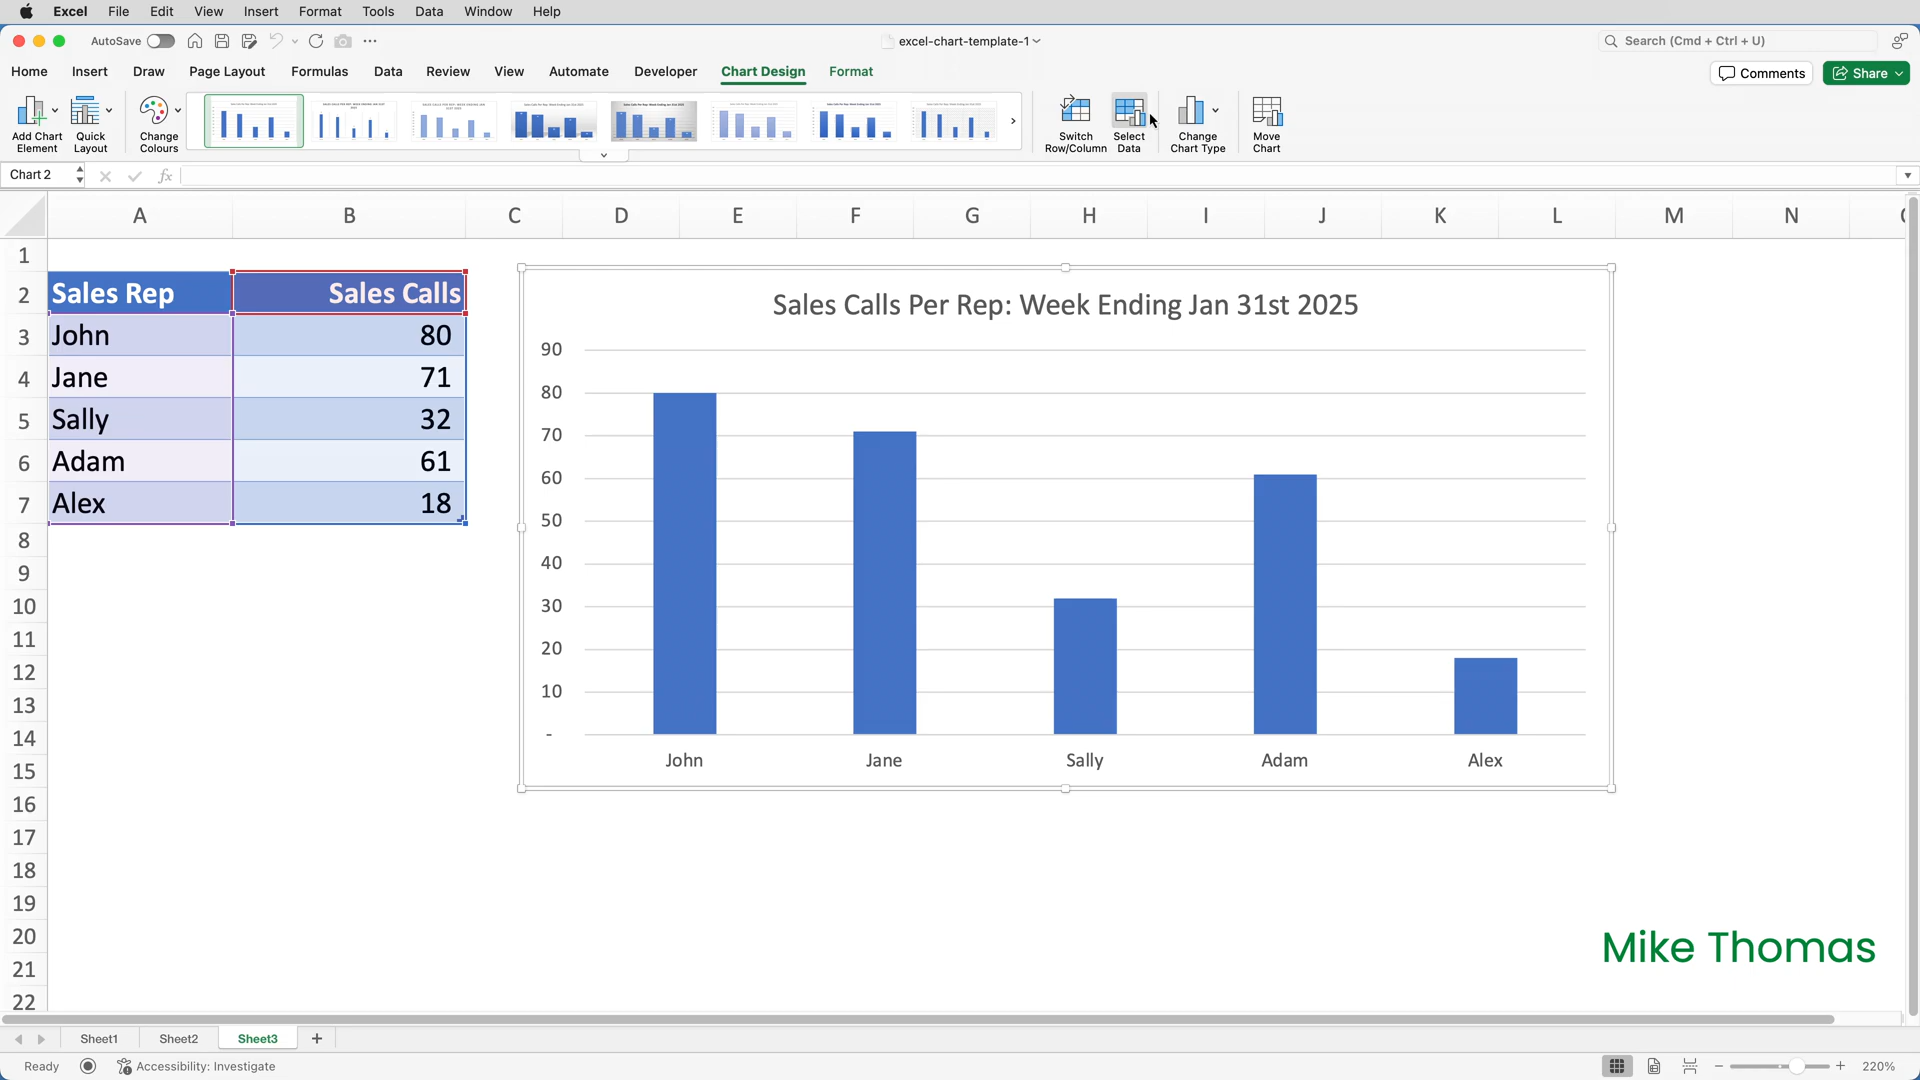 Excel File Edit View Insert Format Tools Data Window Help
AutoSave
excel-chart-template-1
Search (Cmd + Ctrl + U)
Home Insert Draw Page Layout Formulas Data Review View Automate Developer Chart Design Format
Comments Share
Add Chart Element
Quick Layout
Change Colours
Switch Row/Column
Select Data
Change Chart Type
Move Chart
Chart 2
fx
A B C D E F G H I J K L M N
1
2 Sales Rep Sales Calls
3 John 80
4 Jane 71
5 Sally 32
6 Adam 61
7 Alex 18
8
9
10
11
12
13
14
15
16
17
18
19
20
21
22
Sales Calls Per Rep: Week Ending Jan 31st 2025
90
80
70
60
50
40
30
20
10
-
John Jane Sally Adam Alex
Mike Thomas
Sheet1 Sheet2 Sheet3 +
Ready Accessibility: Investigate
220%